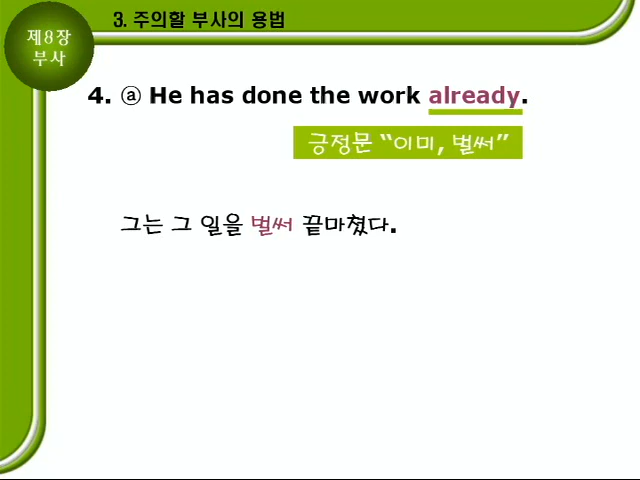 제8장
부사
3. 주의할 부사의 용법
4. ⓐ He has done the work already.
긍정문 “이미, 벌써”
그는 그 일을 벌써 끝마쳤다.